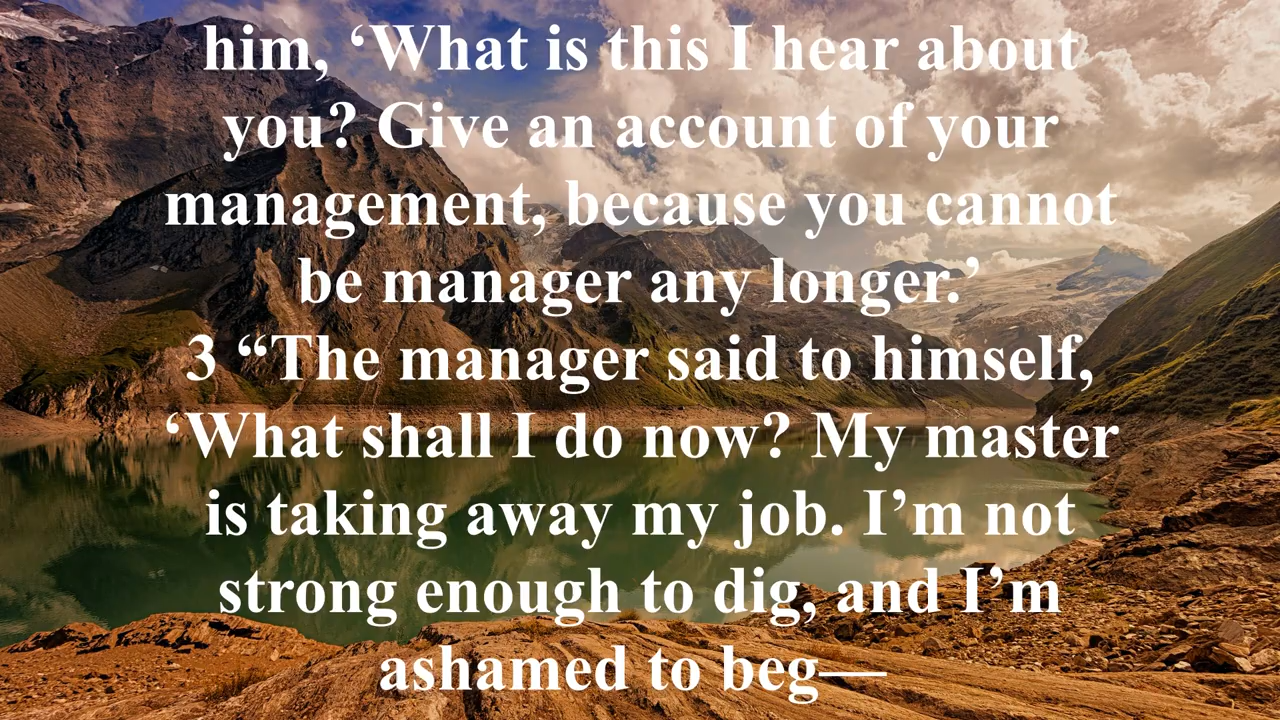 him, ‘What is this I hear about
you? Give an account of your
management, because you cannot
be manager any longer.’
3 “The manager said to himself,
‘What shall I do now? My master
is taking away my job. I’m not
strong enough to dig, and I’m
ashamed to beg—